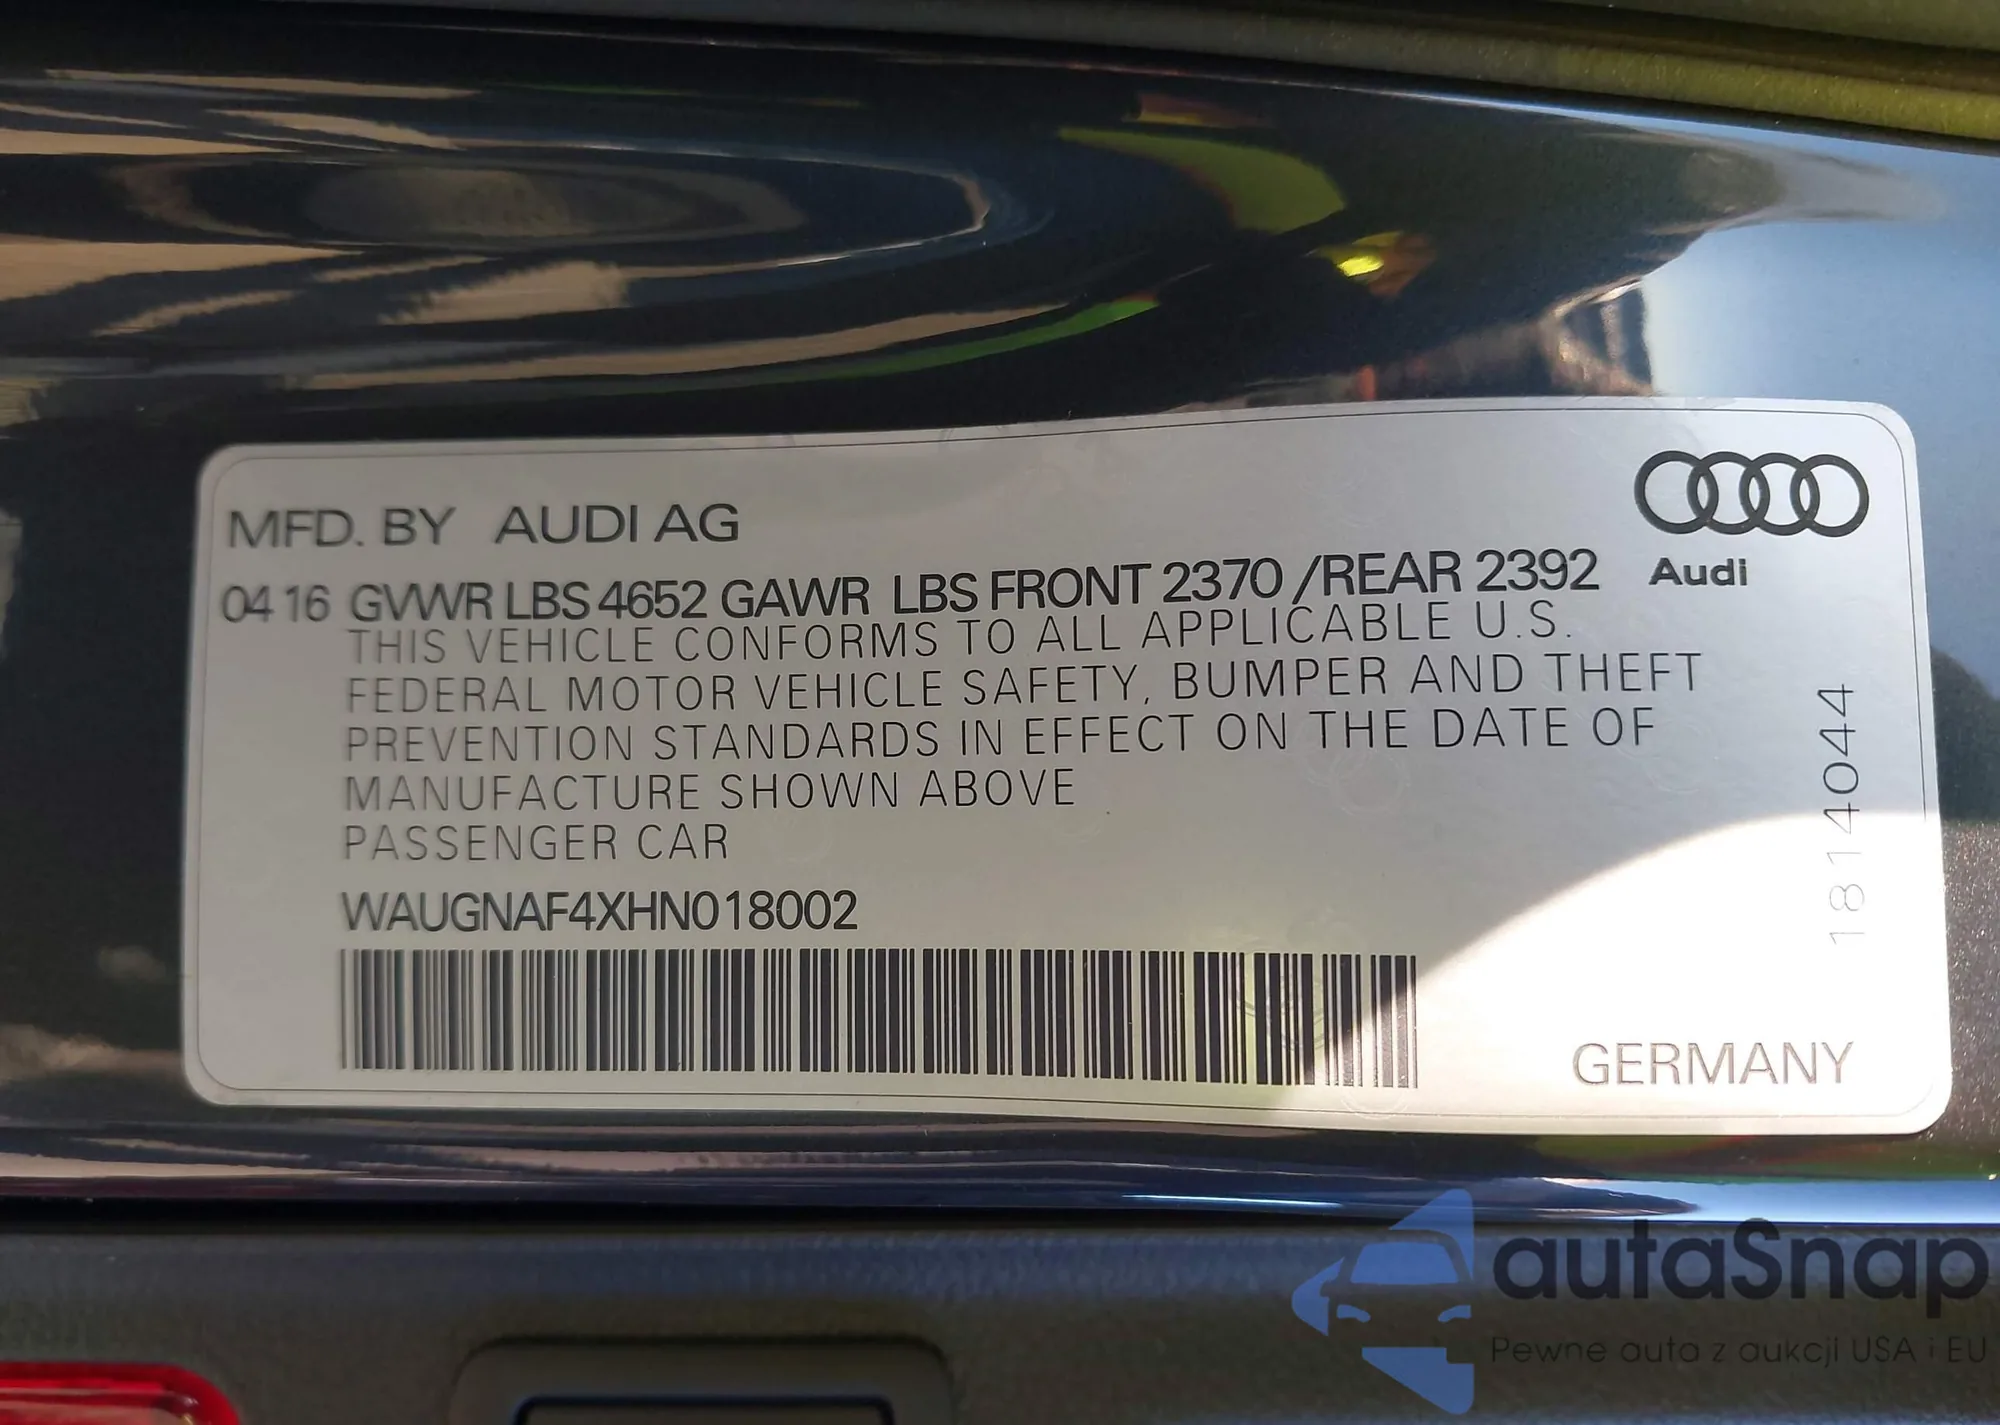 MFD. BY AUDI AG
Audi
04 16 GVWR LBS 4652 GAWR LBS FRONT 2370 /REAR 2392
THIS VEHICLE CONFORMS TO ALL APPLICABLE U.S.
FEDERAL MOTOR VEHICLE SAFETY, BUMPER AND THEFT
PREVENTION STANDARDS IN EFFECT ON THE DATE OF
MANUFACTURE SHOWN ABOVE
PASSENGER CAR
WAUGNAF4XHN018002
1814044
GERMANY
autaSnap
Pewne auta z aukcji USA i EU